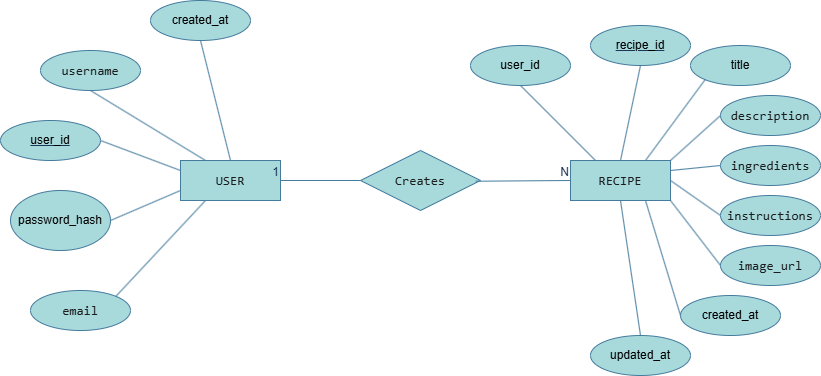 created_at
username
user_id
password_hash
email
USER
1
Creates
N
RECIPE
user_id
recipe_id
title
description
ingredients
instructions
image_url
created_at
updated_at